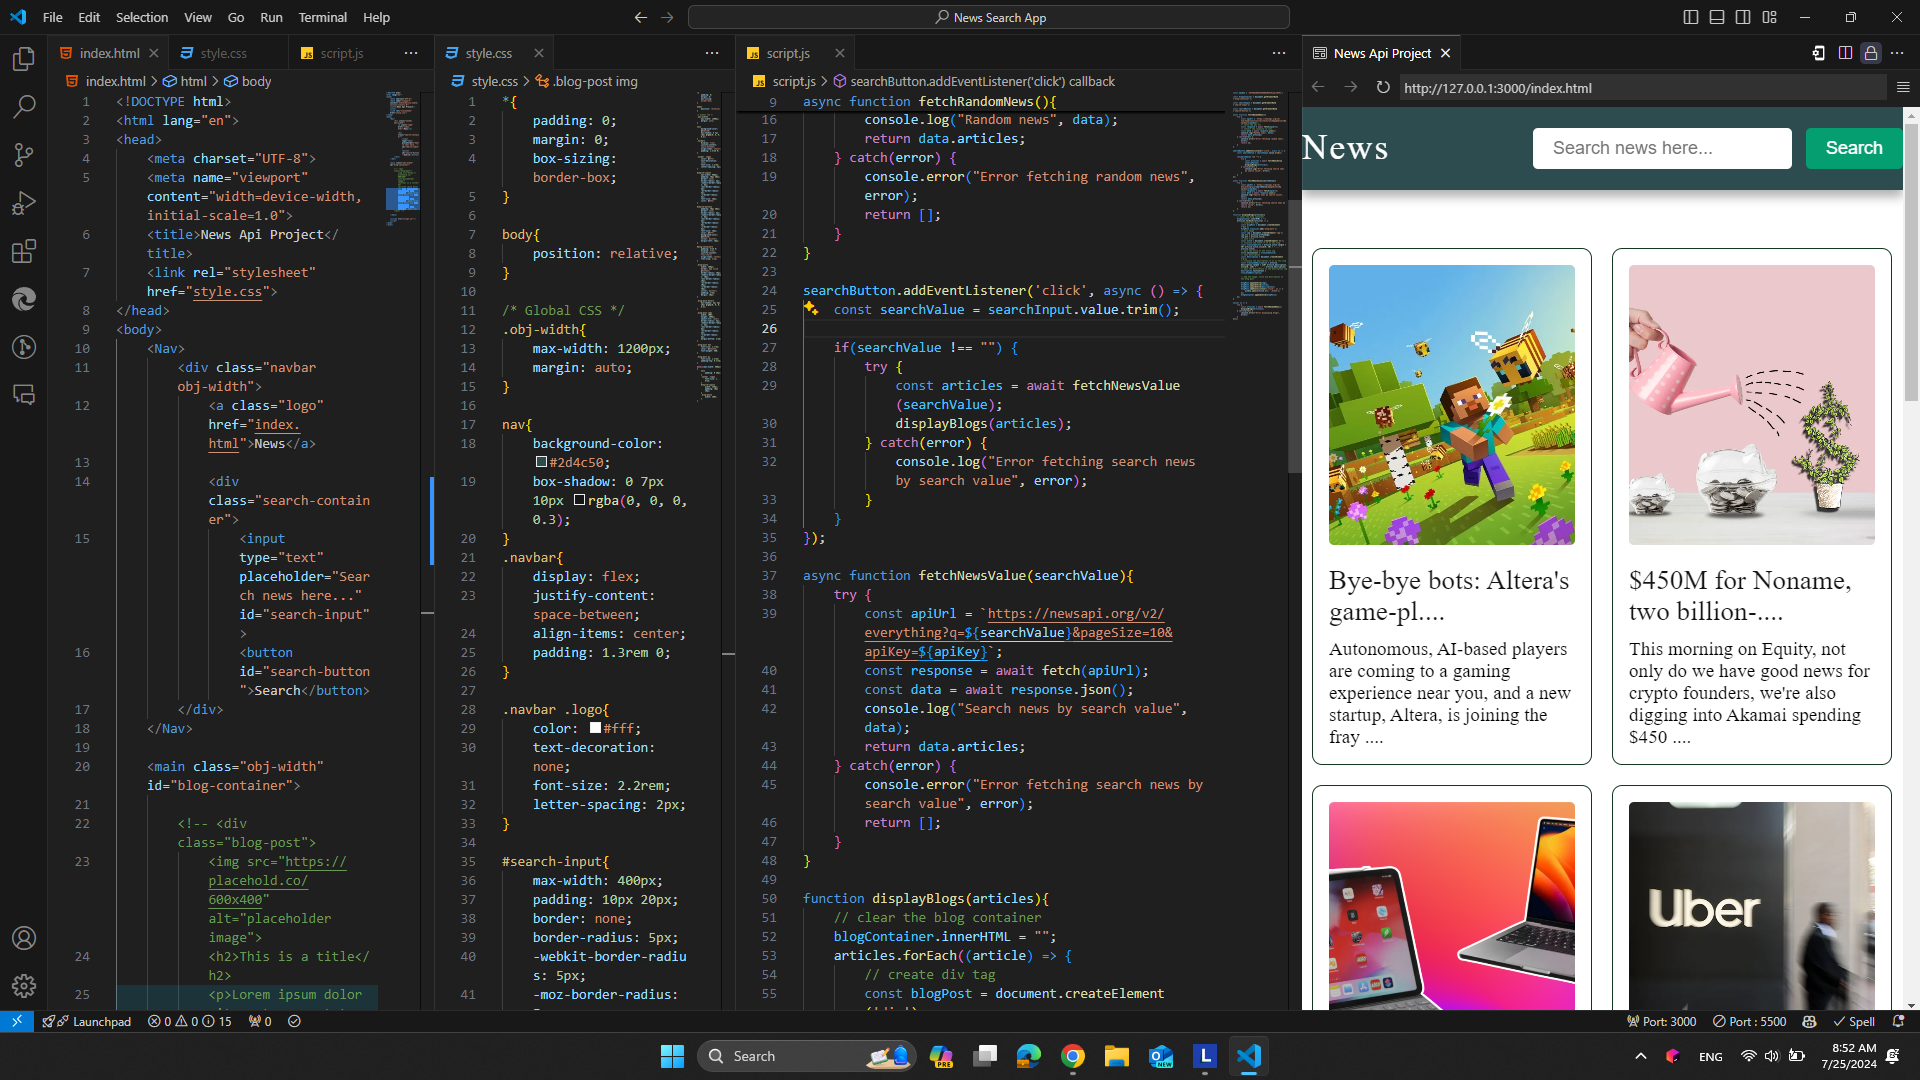 File Edit Selection View Go Run Terminal Help
News Search App
index.html
style.css
script.js
index.html > html > body
1 <!DOCTYPE html>
2 <html lang="en">
3 <head>
4 <meta charset="UTF-8">
5 <meta name="viewport"
content="width=device-width,
initial-scale=1.0">
6 <title>News Api Project</
title>
7 <link rel="stylesheet"
href="style.css">
8 </head>
9 <body>
10 <Nav>
11 <div class="navbar
obj-width">
12 <a class="logo"
href="index.
html">News</a>
13
14 <div
class="search-contain
er">
15 <input
type="text"
placeholder="Sear
ch news here..."
id="search-input"
>
16 <button
id="search-button
">Search</button>
17 </div>
18 </Nav>
19
20 <main class="obj-width"
id="blog-container">
21
22 <!-- <div
class="blog-post">
23 <img src="https://
placehold.co/
600x400"
alt="placeholder
image">
24 <h2>This is a title</
h2>
25 <p>Lorem ipsum dolor
style.css
style.css > .blog-post img
1 *{
2 padding: 0;
3 margin: 0;
4 box-sizing:
border-box;
5 }
6
7 body{
8 position: relative;
9 }
10
11 /* Global CSS */
12 .obj-width{
13 max-width: 1200px;
14 margin: auto;
15 }
16
17 nav{
18 background-color:
#2d4c50;
19 box-shadow: 0 7px
10px rgba(0, 0, 0,
0.3);
20 }
21 .navbar{
22 display: flex;
23 justify-content:
space-between;
24 align-items: center;
25 padding: 1.3rem 0;
26 }
27
28 .navbar .logo{
29 color: #fff;
30 text-decoration:
none;
31 font-size: 2.2rem;
32 letter-spacing: 2px;
33 }
34
35 #search-input{
36 max-width: 400px;
37 padding: 10px 20px;
38 border: none;
39 border-radius: 5px;
40 -webkit-border-radiu
s: 5px;
41 -moz-border-radius:
script.js
script.js > searchButton.addEventListener('click') callback
9 async function fetchRandomNews(){
16 console.log("Random news", data);
17 return data.articles;
18 } catch(error) {
19 console.error("Error fetching random news",
error);
20 return [];
21 }
22 }
23
24 searchButton.addEventListener('click', async () => {
25 const searchValue = searchInput.value.trim();
26
27 if(searchValue !== "") {
28 try {
29 const articles = await fetchNewsValue
(searchValue);
30 displayBlogs(articles);
31 } catch(error) {
32 console.log("Error fetching search news
by search value", error);
33 }
34 }
35 });
36
37 async function fetchNewsValue(searchValue){
38 try {
39 const apiUrl = `https://newsapi.org/v2/
everything?q=${searchValue}&pageSize=10&
apiKey=${apiKey}`;
40 const response = await fetch(apiUrl);
41 const data = await response.json();
42 console.log("Search news by search value",
data);
43 return data.articles;
44 } catch(error) {
45 console.error("Error fetching search news by
search value", error);
46 return [];
47 }
48 }
49
50 function displayBlogs(articles){
51 // clear the blog container
52 blogContainer.innerHTML = "";
53 articles.forEach((article) => {
54 // create div tag
55 const blogPost = document.createElement
News Api Project
http://127.0.0.1:3000/index.html
News
Search news here...
Search
Bye-bye bots: Altera's
game-pl....
Autonomous, AI-based players
are coming to a gaming
experience near you, and a new
startup, Altera, is joining the
fray ....
$450M for Noname,
two billion-....
This morning on Equity, not
only do we have good news for
crypto founders, we're also
digging into Akamai spending
$450 ....
Uber
Launchpad
0 0 15
0
Port: 3000
Port : 5500
Spell
Search
PRE
NEW
L
ENG
8:52 AM
7/25/2024